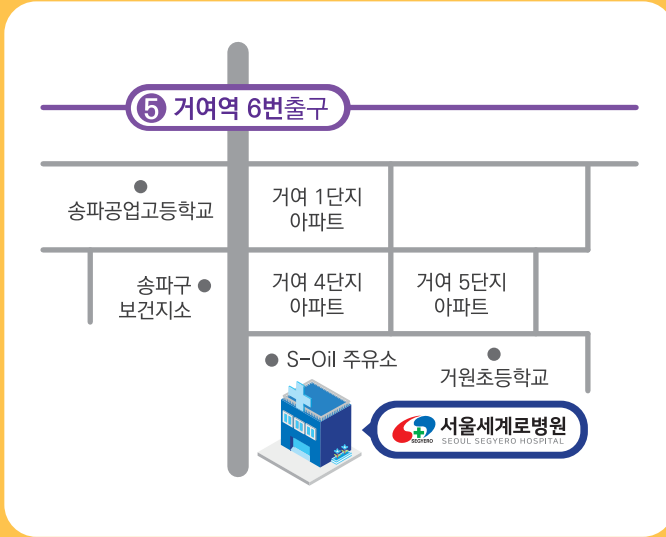 5 거여역 6번출구
송파공업고등학교
거여 1단지
아파트
송파구
보건지소
거여 4단지
아파트
거여 5단지
아파트
S-Oil 주유소
거원초등학교
SEGYERO
서울세계로병원
SEOUL SEGYERO HOSPITAL